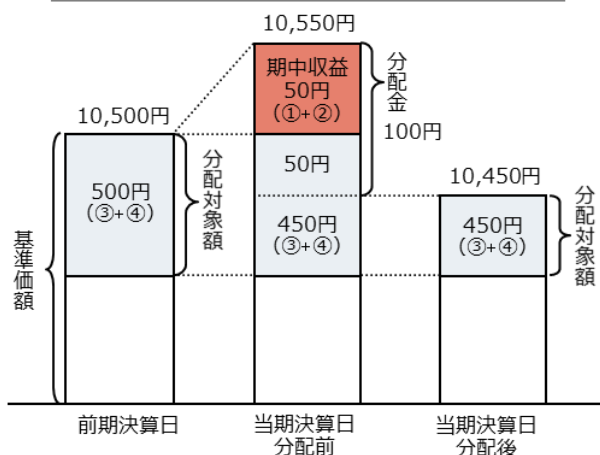 10,550円
期中収益
50円
(①+②)
分配金
100円
10,500円
50円
10,450円
500円
(③+④)
分配対象額
450円
(③+④)
450円
(③+④)
分配対象額
基準価額
前期決算日
当期決算日
分配前
当期決算日
分配後